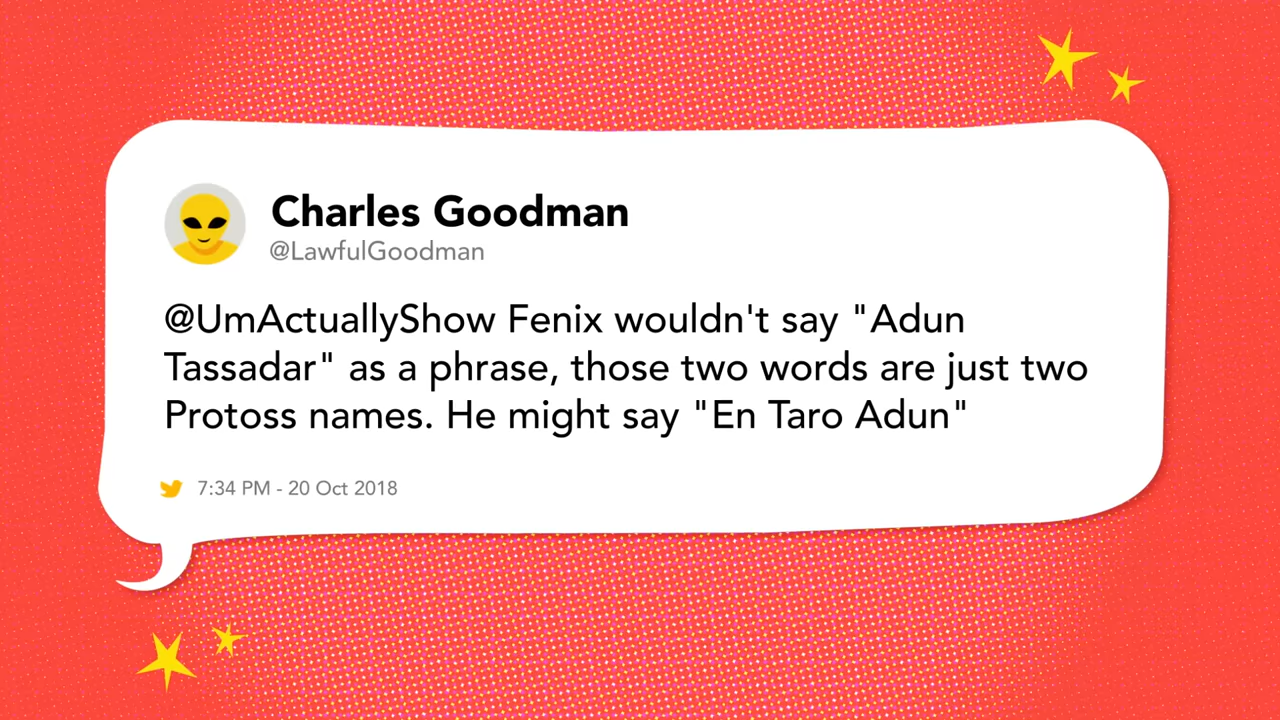 Charles Goodman
@LawfulGoodman
@UmActuallyShow Fenix wouldn't say "Adun
Tassadar" as a phrase, those two words are just two
Protoss names. He might say "En Taro Adun"
7:34 PM - 20 Oct 2018